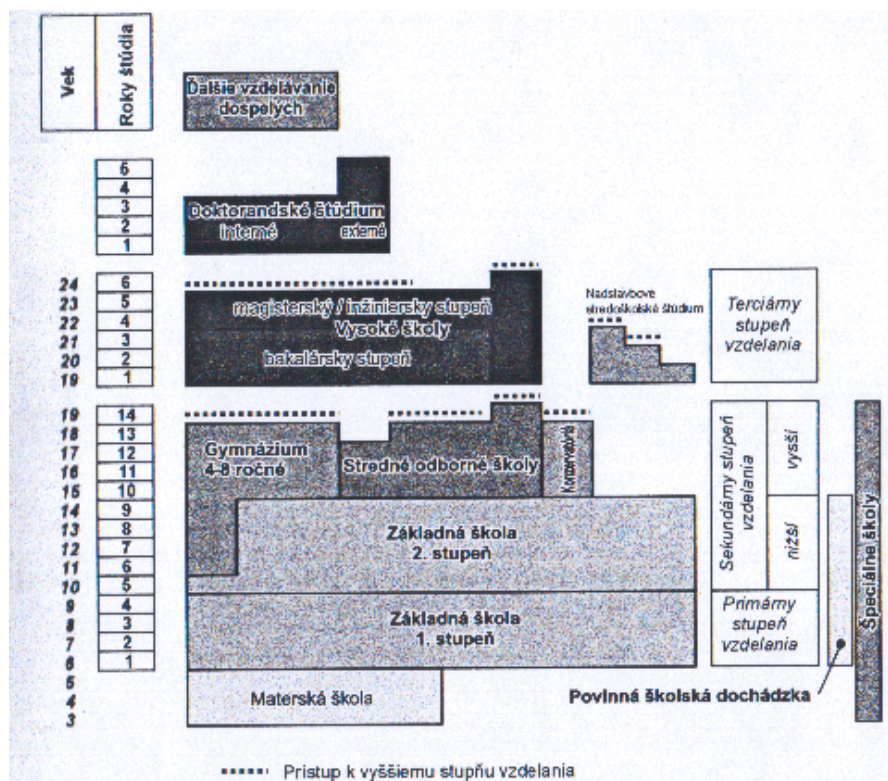 Vek
Roky štúdia
Ďalšie vzdelávanie
dospelých
5
4
3
2
1
Doktorandské štúdium
interné
externé
24
23
22
21
20
19
6
5
4
3
2
1
magisterský / inžiniersky stupeň
Vysoké školy
bakalársky stupeň
Nadstavbové
stredoškolské štúdium
Terciárny
stupeň
vzdelania
19
18
17
16
15
14
13
12
11
10
9
8
7
6
5
4
3
14
13
12
11
10
9
8
7
6
5
4
3
2
1
Gymnázium
4-8 ročné
Stredné odborné školy
Konzervatória
Základná škola
2. stupeň
Základná škola
1. stupeň
Materská škola
Sekundárny stupeň
vzdelania
vyšší
nižší
Primárny
stupeň
vzdelania
Špeciálne školy
Povinná školská dochádzka
Prístup k vyššiemu stupňu vzdelania